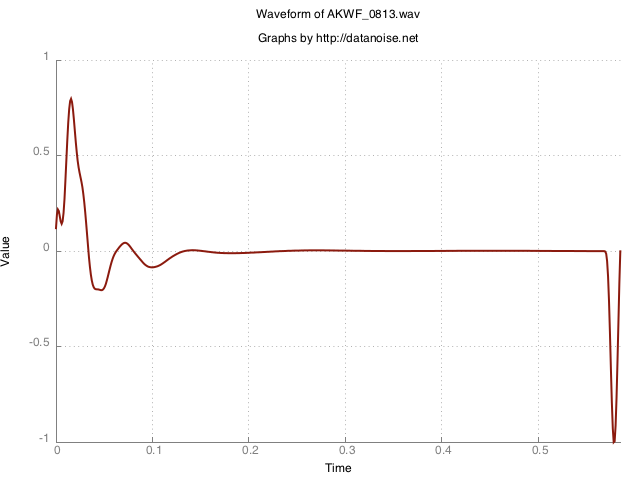 Waveform of AKWF_0813.wav
Graphs by http://datanoise.net
1
0.5
0
-0.5
-1
Value
0 0.1 0.2 0.3 0.4 0.5
Time